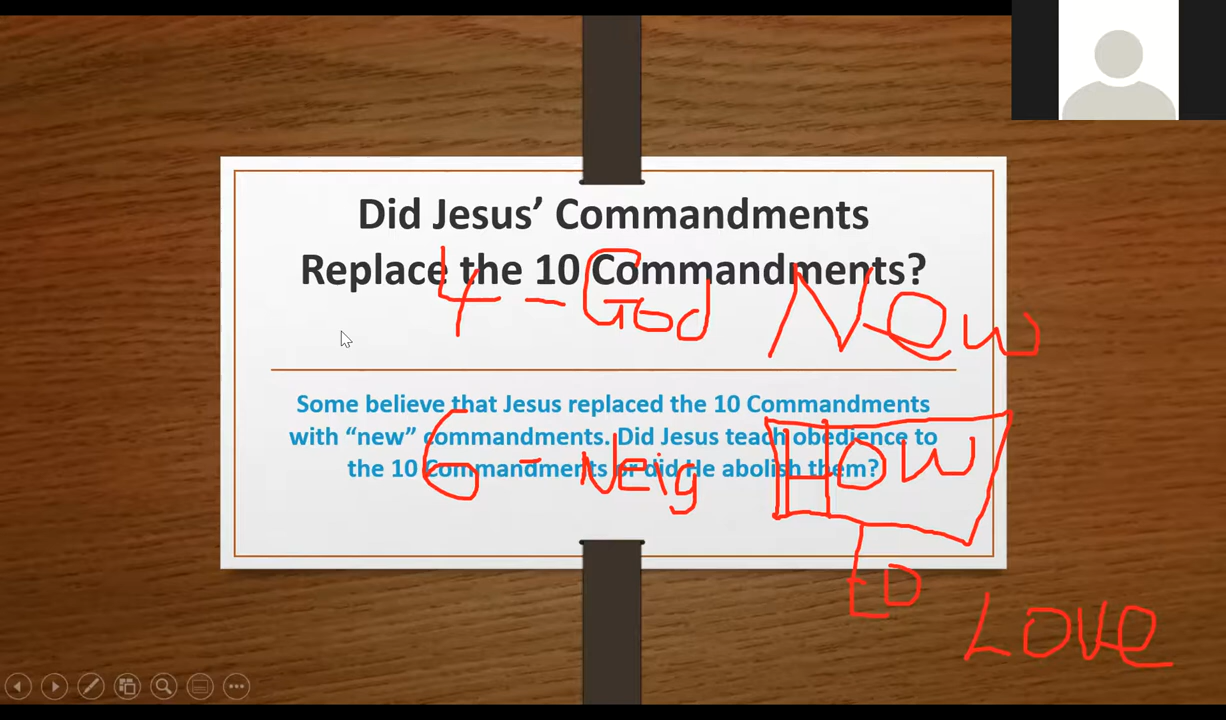 Did Jesus’ Commandments
Replace the 10 Commandments?
4 - God
New
Some believe that Jesus replaced the 10 Commandments
with “new” commandments. Did Jesus teach obedience to
the 10 Commandments or did He abolish them?
6 - Neig
HOW
LOVE